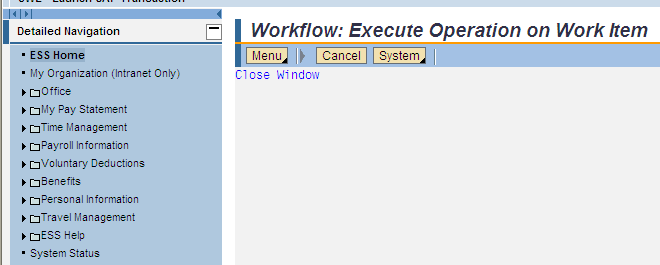 Detailed Navigation
ESS Home
My Organization (Intranet Only)
Office
My Pay Statement
Time Management
Payroll Information
Voluntary Deductions
Benefits
Personal Information
Travel Management
ESS Help
System Status
Workflow: Execute Operation on Work Item
Menu Cancel System
Close Window